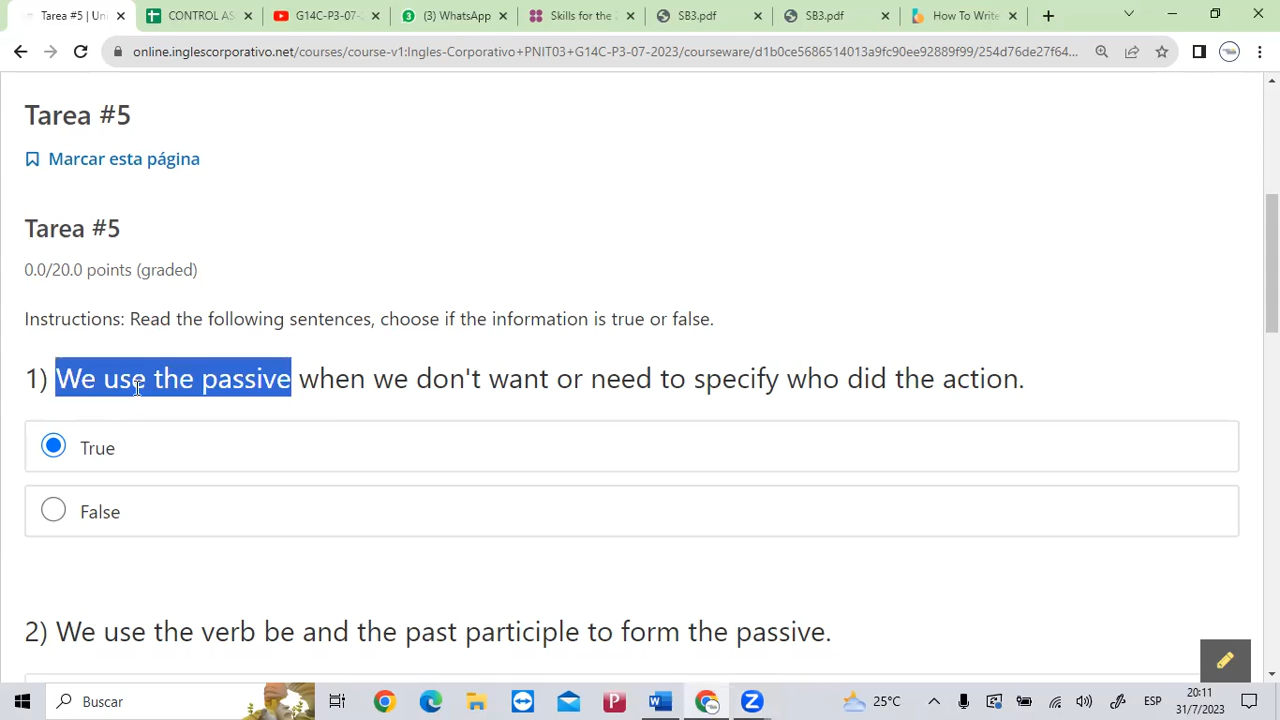 Tarea #5 | Uni
CONTROL AS
G14C-P3-07-
(3) WhatsApp
Skills for the
SB3.pdf
SB3.pdf
How To Write
online.inglescorporativo.net/courses/course-v1:Ingles-Corporativo+PNIT03+G14C-P3-07-2023/courseware/d1b0ce5686514013a9fc90ee92889f99/254d76de27f64...
Tarea #5
Marcar esta página
Tarea #5
0.0/20.0 points (graded)
Instructions: Read the following sentences, choose if the information is true or false.
1) We use the passive when we don't want or need to specify who did the action.
True
False
2) We use the verb be and the past participle to form the passive.
Buscar
25°C
ESP
20:11
31/7/2023